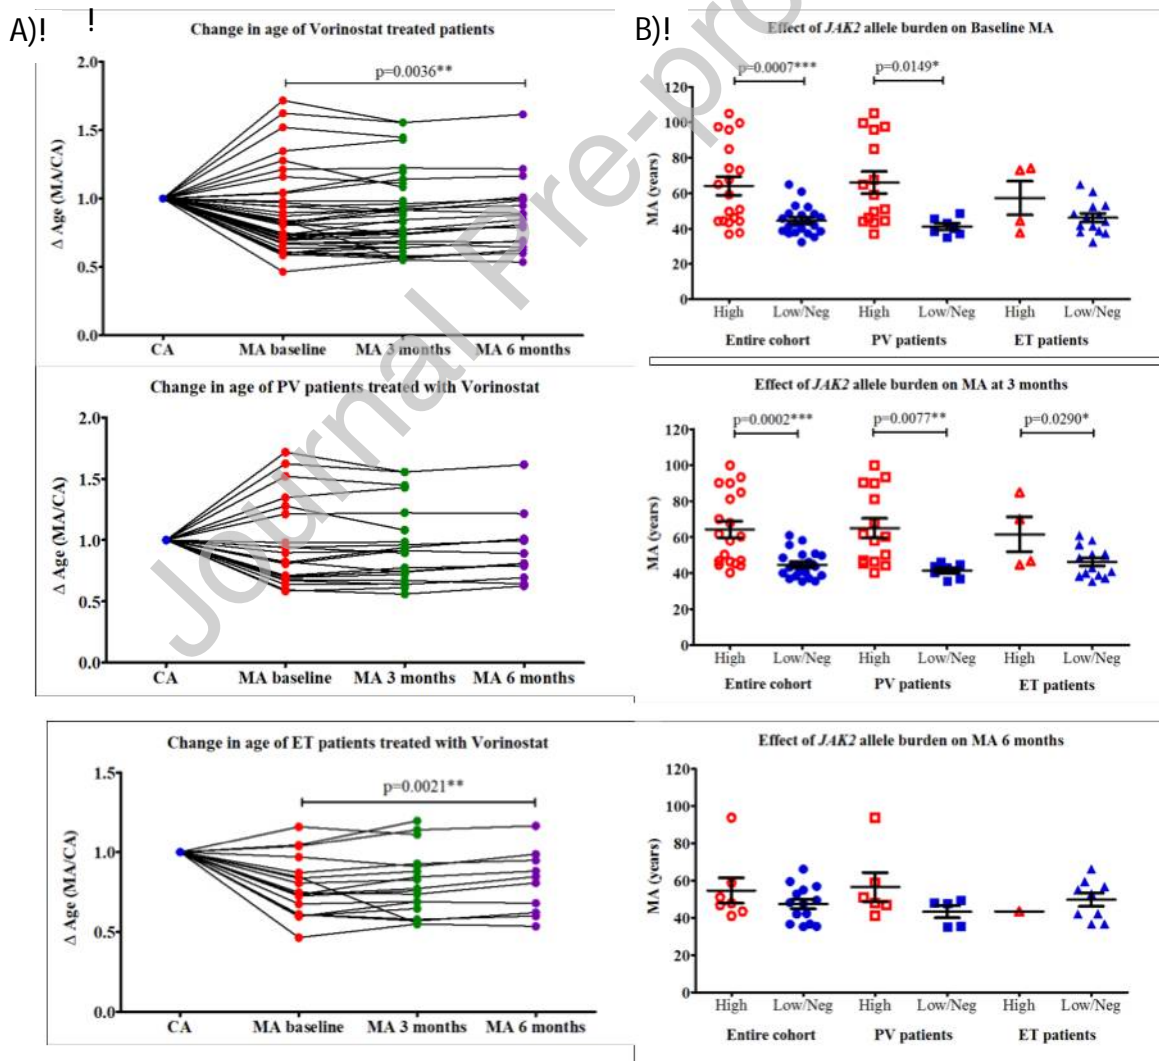 A)! !
Change in age of Vorinostat treated patients
p=0.0036**
Δ Age (MA/CA)
2.0
1.5
1.0
0.5
0.0
CA MA baseline MA 3 months MA 6 months
Change in age of PV patients treated with Vorinostat
Δ Age (MA/CA)
2.0
1.5
1.0
0.5
0.0
CA MA baseline MA 3 months MA 6 months
Change in age of ET patients treated with Vorinostat
p=0.0021**
Δ Age (MA/CA)
1.5
1.0
0.5
0.0
CA MA baseline MA 3 months MA 6 months
B)!
Effect of JAK2 allele burden on Baseline MA
p=0.0007*** p=0.0149*
MA (years)
120
100
80
60
40
20
0
High Low/Neg High Low/Neg High Low/Neg
Entire cohort PV patients ET patients
Effect of JAK2 allele burden on MA at 3 months
p=0.0002*** p=0.0077** p=0.0290*
MA (years)
120
100
80
60
40
20
0
High Low/Neg High Low/Neg High Low/Neg
Entire cohort PV patients ET patients
Effect of JAK2 allele burden on MA 6 months
MA (years)
120
100
80
60
40
20
0
High Low/Neg High Low/Neg High Low/Neg
Entire cohort PV patients ET patients
Journal Pre-pro